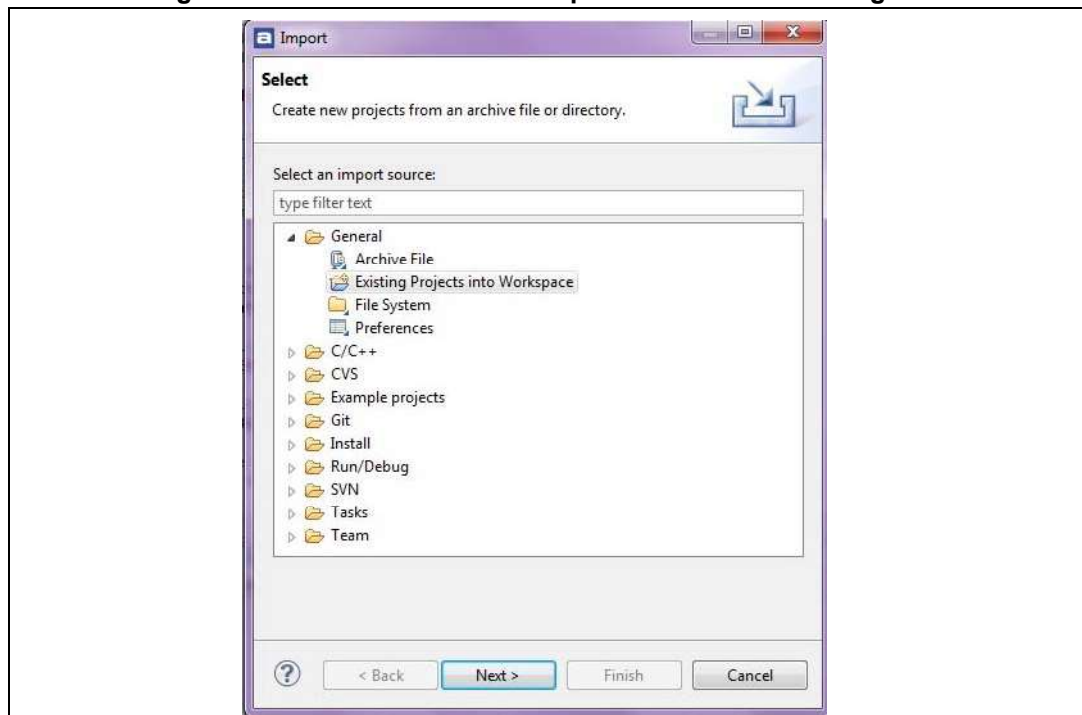 Import
Select
Create new projects from an archive file or directory.
Select an import source:
type filter text
General
Archive File
Existing Projects into Workspace
File System
Preferences
C/C++
CVS
Example projects
Git
Install
Run/Debug
SVN
Tasks
Team
< Back Next > Finish Cancel